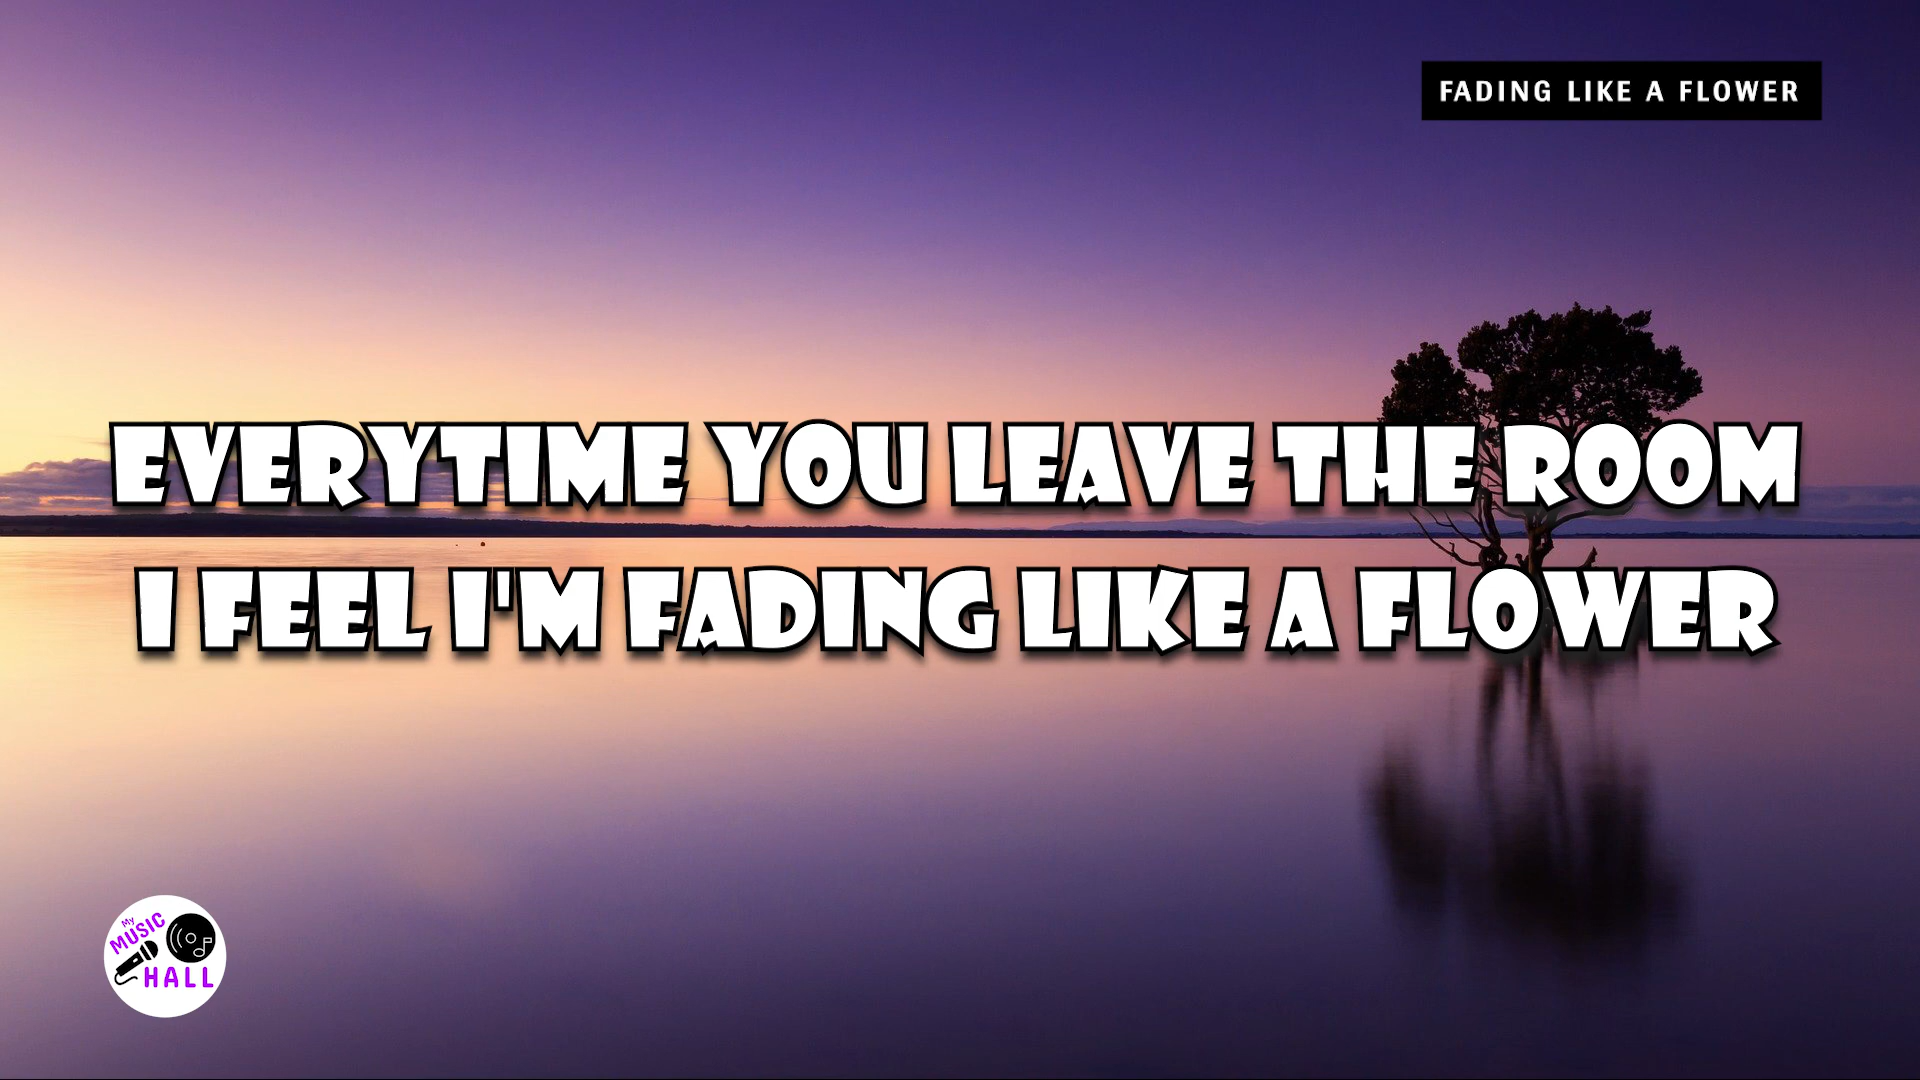 FADING LIKE A FLOWER
EVERYTIME YOU LEAVE THE ROOM
I FEEL I'M FADING LIKE A FLOWER
My
MUSIC
HALL